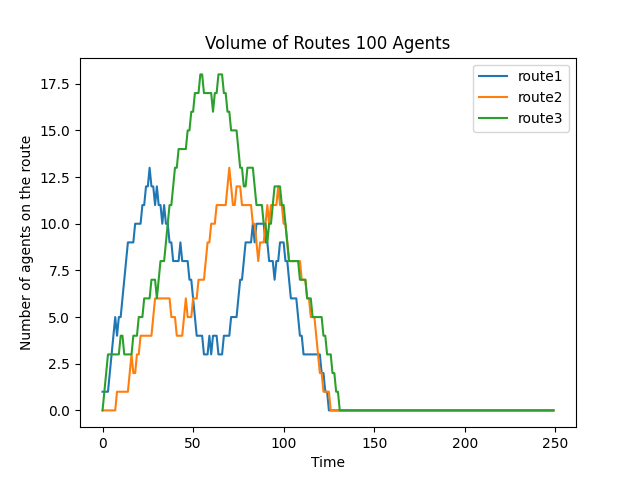 Volume of Routes 100 Agents
route1
route2
route3
Number of agents on the route
17.5
15.0
12.5
10.0
7.5
5.0
2.5
0.0
0 50 100 150 200 250
Time